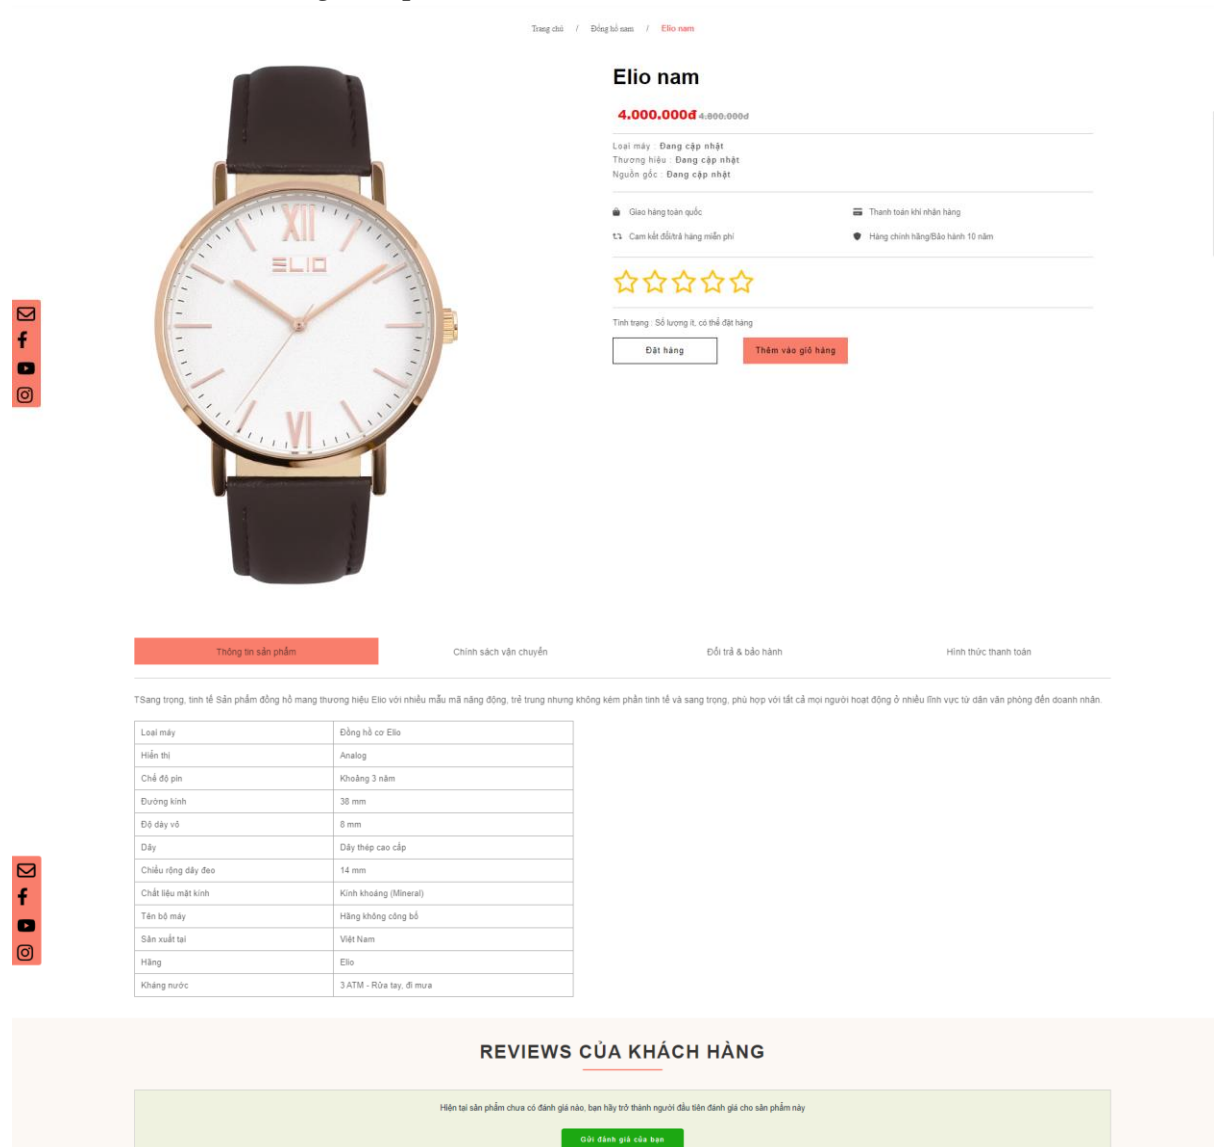 Trang chủ / Đồng hồ nam / Elio nam
Elio nam
4.000.000đ 4.800.000đ
Loại máy : Đang cập nhật
Thương hiệu : Đang cập nhật
Nguồn gốc : Đang cập nhật
Giao hàng toàn quốc
Thanh toán khi nhận hàng
Cam kết đổi/trả hàng miễn phí
Hàng chính hãng/Bảo hành 10 năm
Tình trạng : Số lượng ít, có thể đặt hàng
Đặt hàng
Thêm vào giỏ hàng
XII
ELIO
VI
Thông tin sản phẩm
Chính sách vận chuyển
Đổi trả & bảo hành
Hình thức thanh toán
TSang trọng, tinh tế Sản phẩm đồng hồ mang thương hiệu Elio với nhiều mẫu mã năng động, trẻ trung nhưng không kém phần tinh tế và sang trọng, phù hợp với tất cả mọi người hoạt động ở nhiều lĩnh vực từ dân văn phòng đến doanh nhân.
Loại máy Đồng hồ cơ Elio
Hiển thị Analog
Chế độ pin Khoảng 3 năm
Đường kính 38 mm
Độ dày vỏ 8 mm
Dây Dây thép cao cấp
Chiều rộng dây đeo 14 mm
Chất liệu mặt kính Kính khoáng (Mineral)
Tên bộ máy Hãng không công bố
Sản xuất tại Việt Nam
Hãng Elio
Kháng nước 3 ATM - Rửa tay, đi mưa
REVIEWS CỦA KHÁCH HÀNG
Hiện tại sản phẩm chưa có đánh giá nào, bạn hãy trở thành người đầu tiên đánh giá cho sản phẩm này
Gửi đánh giá của bạn